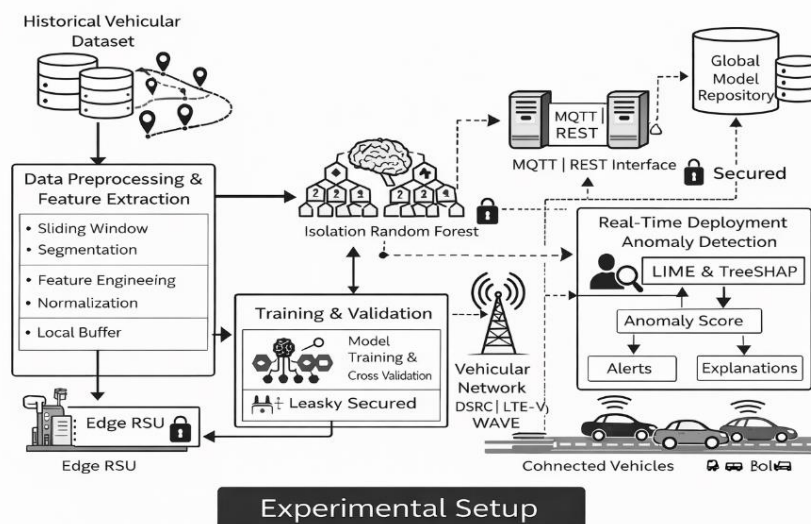 Historical Vehicular
Dataset
Data Preprocessing &
Feature Extraction
• Sliding Window
• Segmentation
• Feature Engineeing
• Normalization
• Local Buffer
Edge RSU
Edge RSU
Isolation Random Forest
Training & Validation
Model
Training &
Cross Validation
Leasky Secured
MQTT |
REST
MQTT | REST Interface
Global
Model
Repository
Secured
Vehicular
Network
DSRC | LTE-V,
WAVE
Real-Time Deployment
Anomaly Detection
LIME & TreeSHAP
Anomaly Score
Alerts
Explanations
Connected Vehicles
Experimental Setup